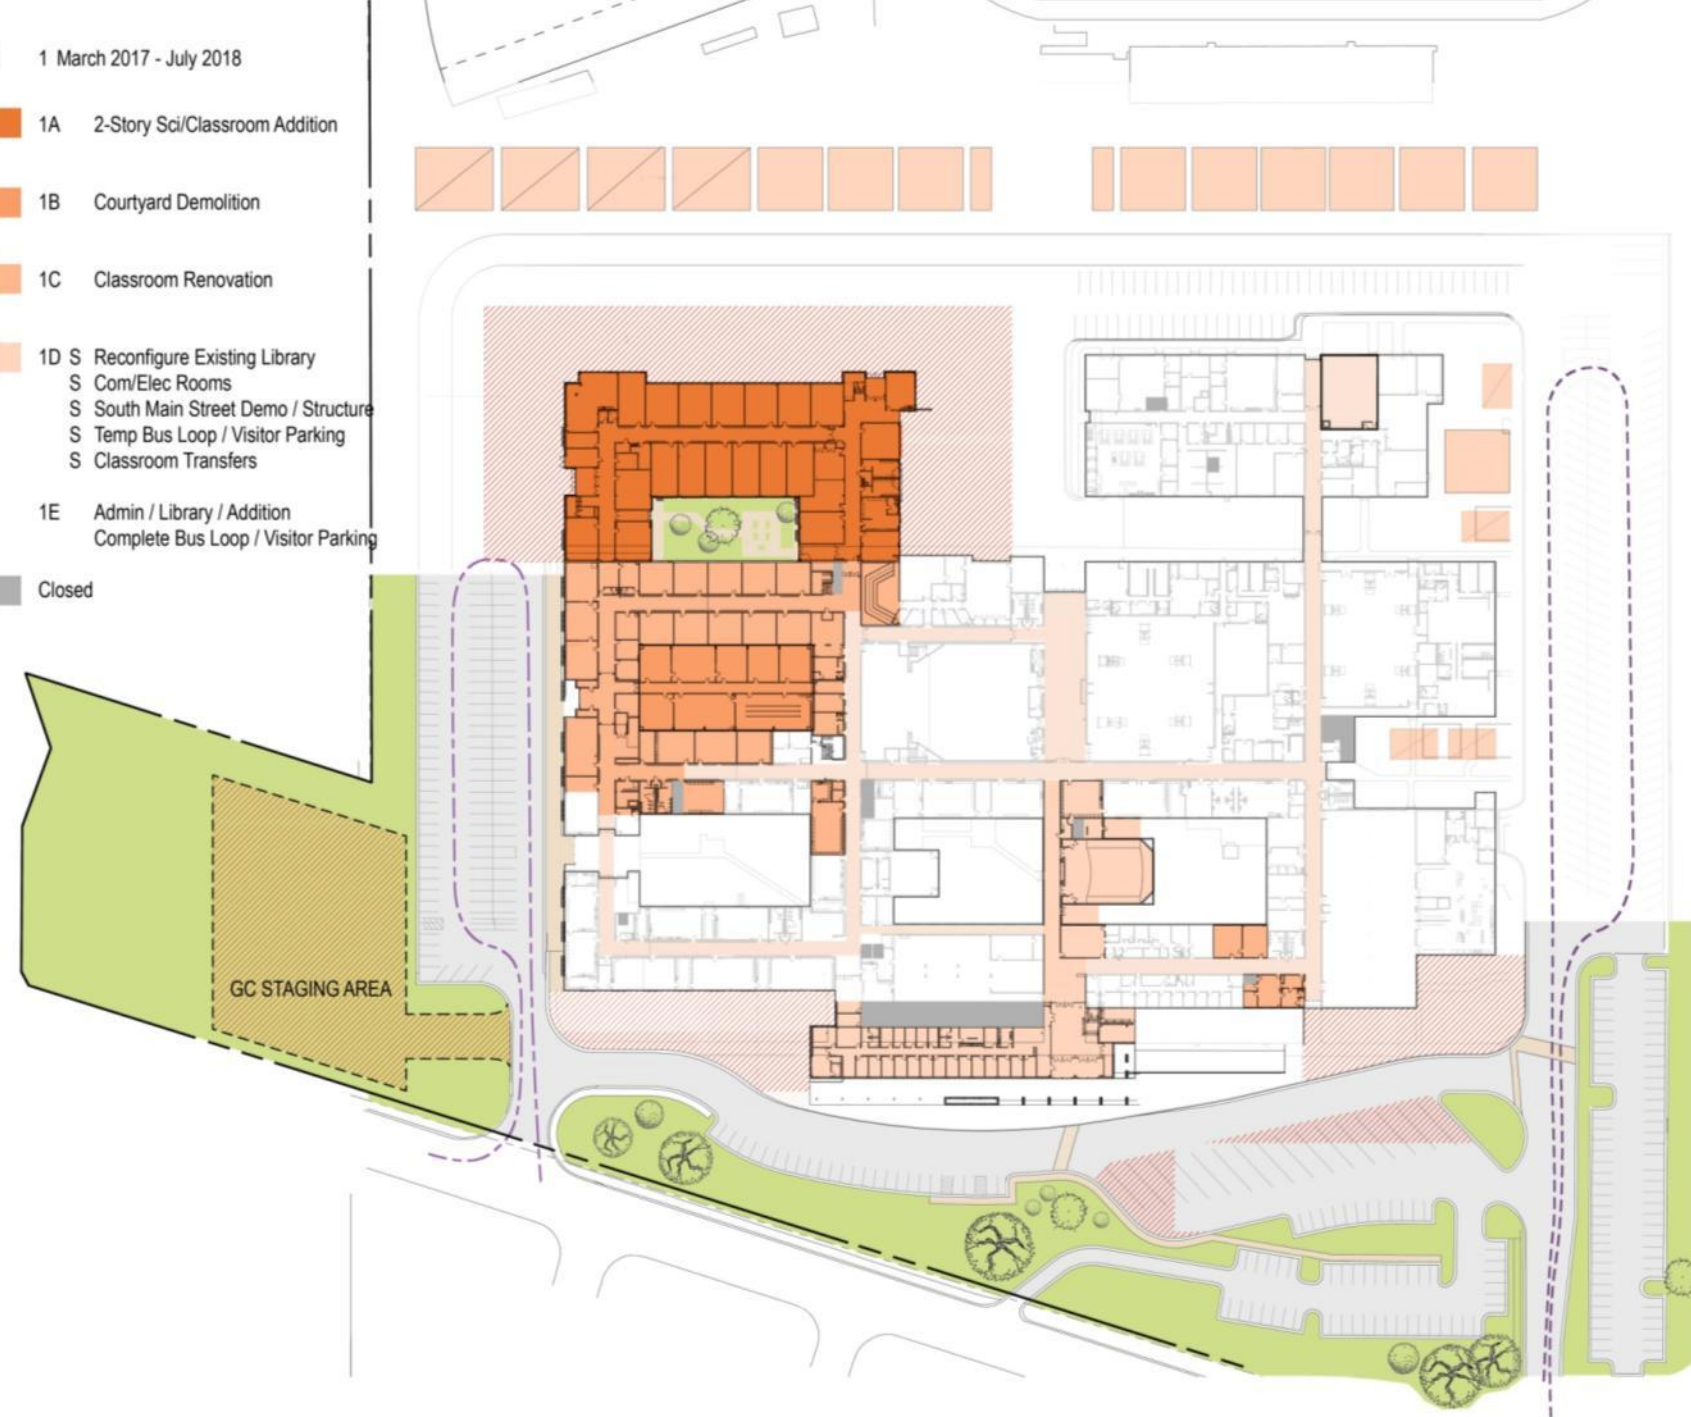 1 March 2017 - July 2018
1A 2-Story Sci/Classroom Addition
1B Courtyard Demolition
1C Classroom Renovation
1D S Reconfigure Existing Library
S Com/Elec Rooms
S South Main Street Demo / Structure
S Temp Bus Loop / Visitor Parking
S Classroom Transfers
1E Admin / Library / Addition
Complete Bus Loop / Visitor Parking
Closed
GC STAGING AREA